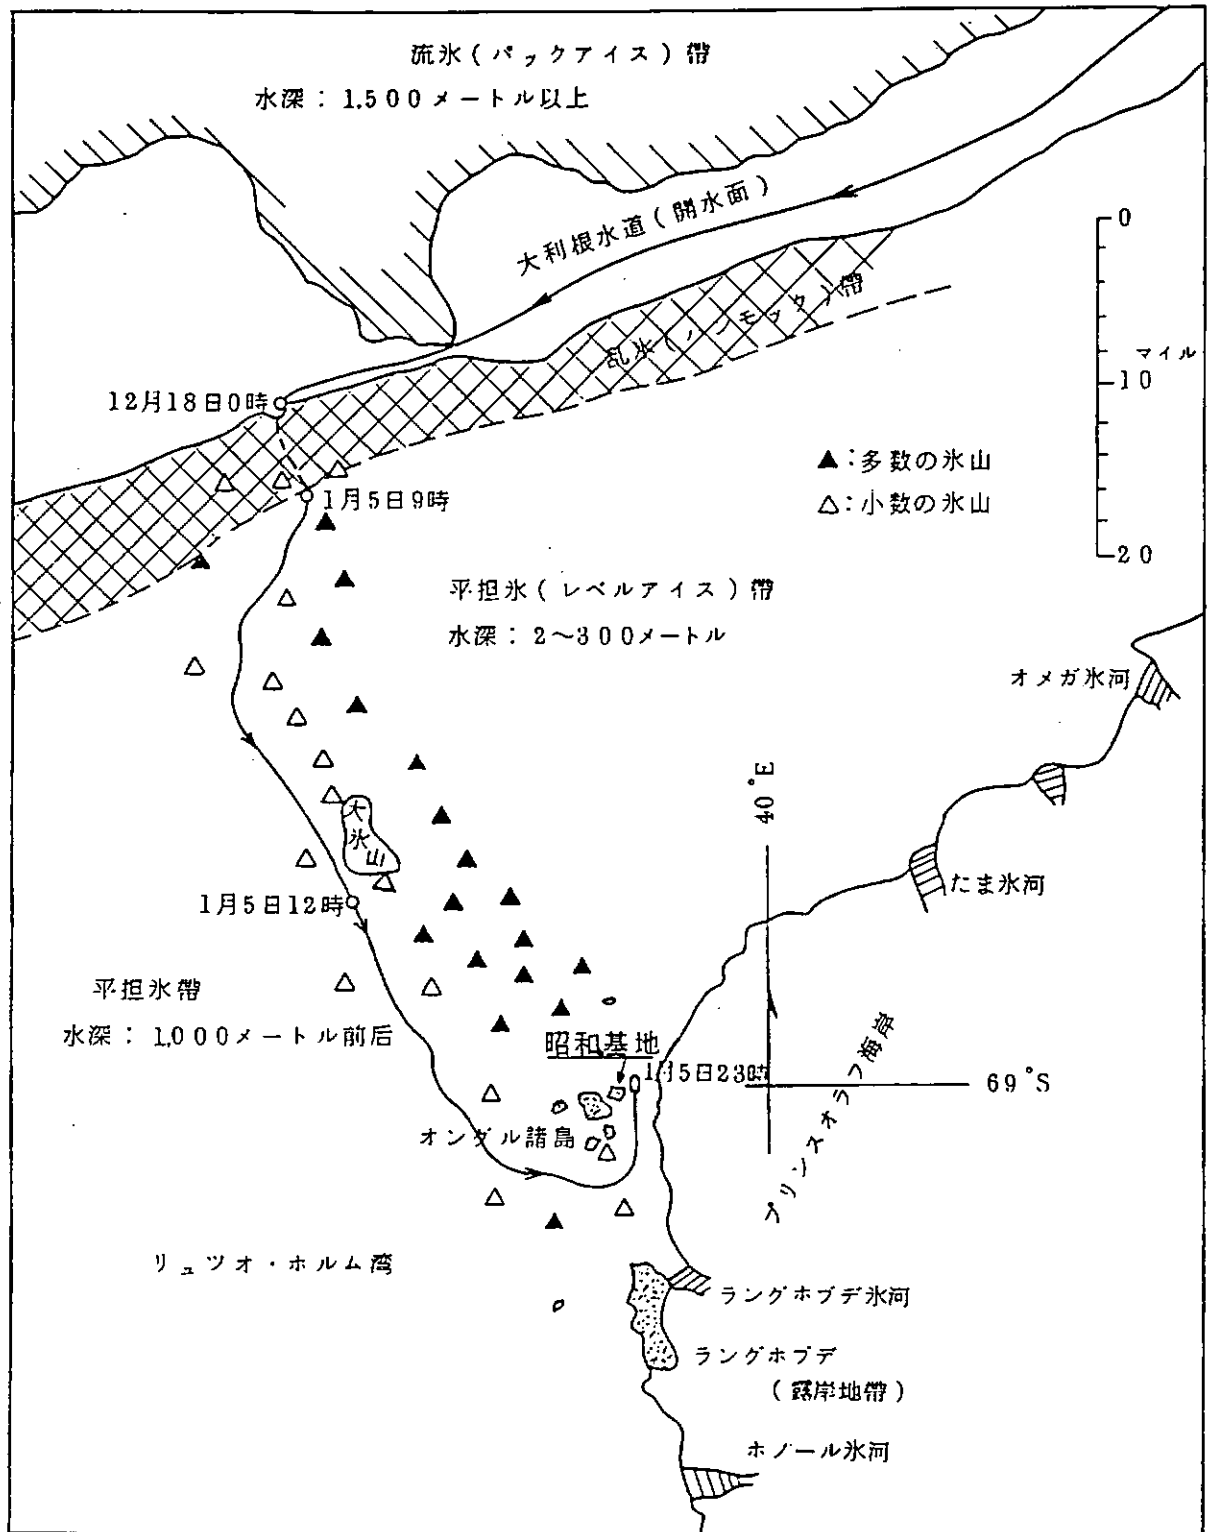 流氷(パックアイス)帶
水深：1,500メートル以上
大利根水道(開水面)
乱氷(ハンモック)帶
0
マイル
10
20
12月18日0時
▲：多数の氷山
△：小数の氷山
1月5日9時
平担氷(レベルアイス)帶
水深：2～300メートル
オメガ氷河
40°E
大氷山
たま氷河
1月5日12時
平担氷帶
水深：1,000メートル前后
昭和基地
1月5日23時
69°S
オングル諸島
プリンスオラフ海岸
リュツオ・ホルム湾
ラングホブデ氷河
ラングホブデ
(露岸地帶)
ホノール氷河